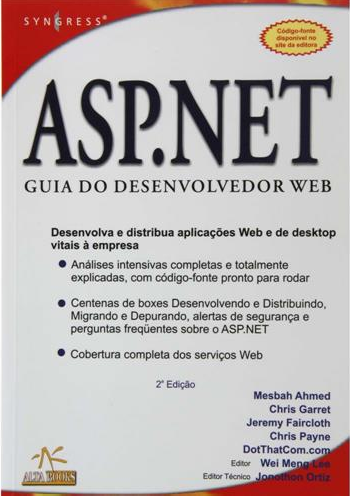 SYNGRESS®
Código-fonte
disponível no
site da editora
ASP.NET
GUIA DO DESENVOLVEDOR WEB
Desenvolva e distribua aplicações Web e de desktop
vitais à empresa
● Análises intensivas completas e totalmente
explicadas, com código-fonte pronto para rodar
● Centenas de boxes Desenvolvendo e Distribuindo,
Migrando e Depurando, alertas de segurança e
perguntas freqüentes sobre o ASP.NET
● Cobertura completa dos serviços Web
2ª Edição
Mesbah Ahmed
Chris Garret
Jeremy Faircloth
Chris Payne
DotThatCom.com
Editor Wei Meng Lee
Editor Técnico Jonothon Ortiz
ALTA BOOKS